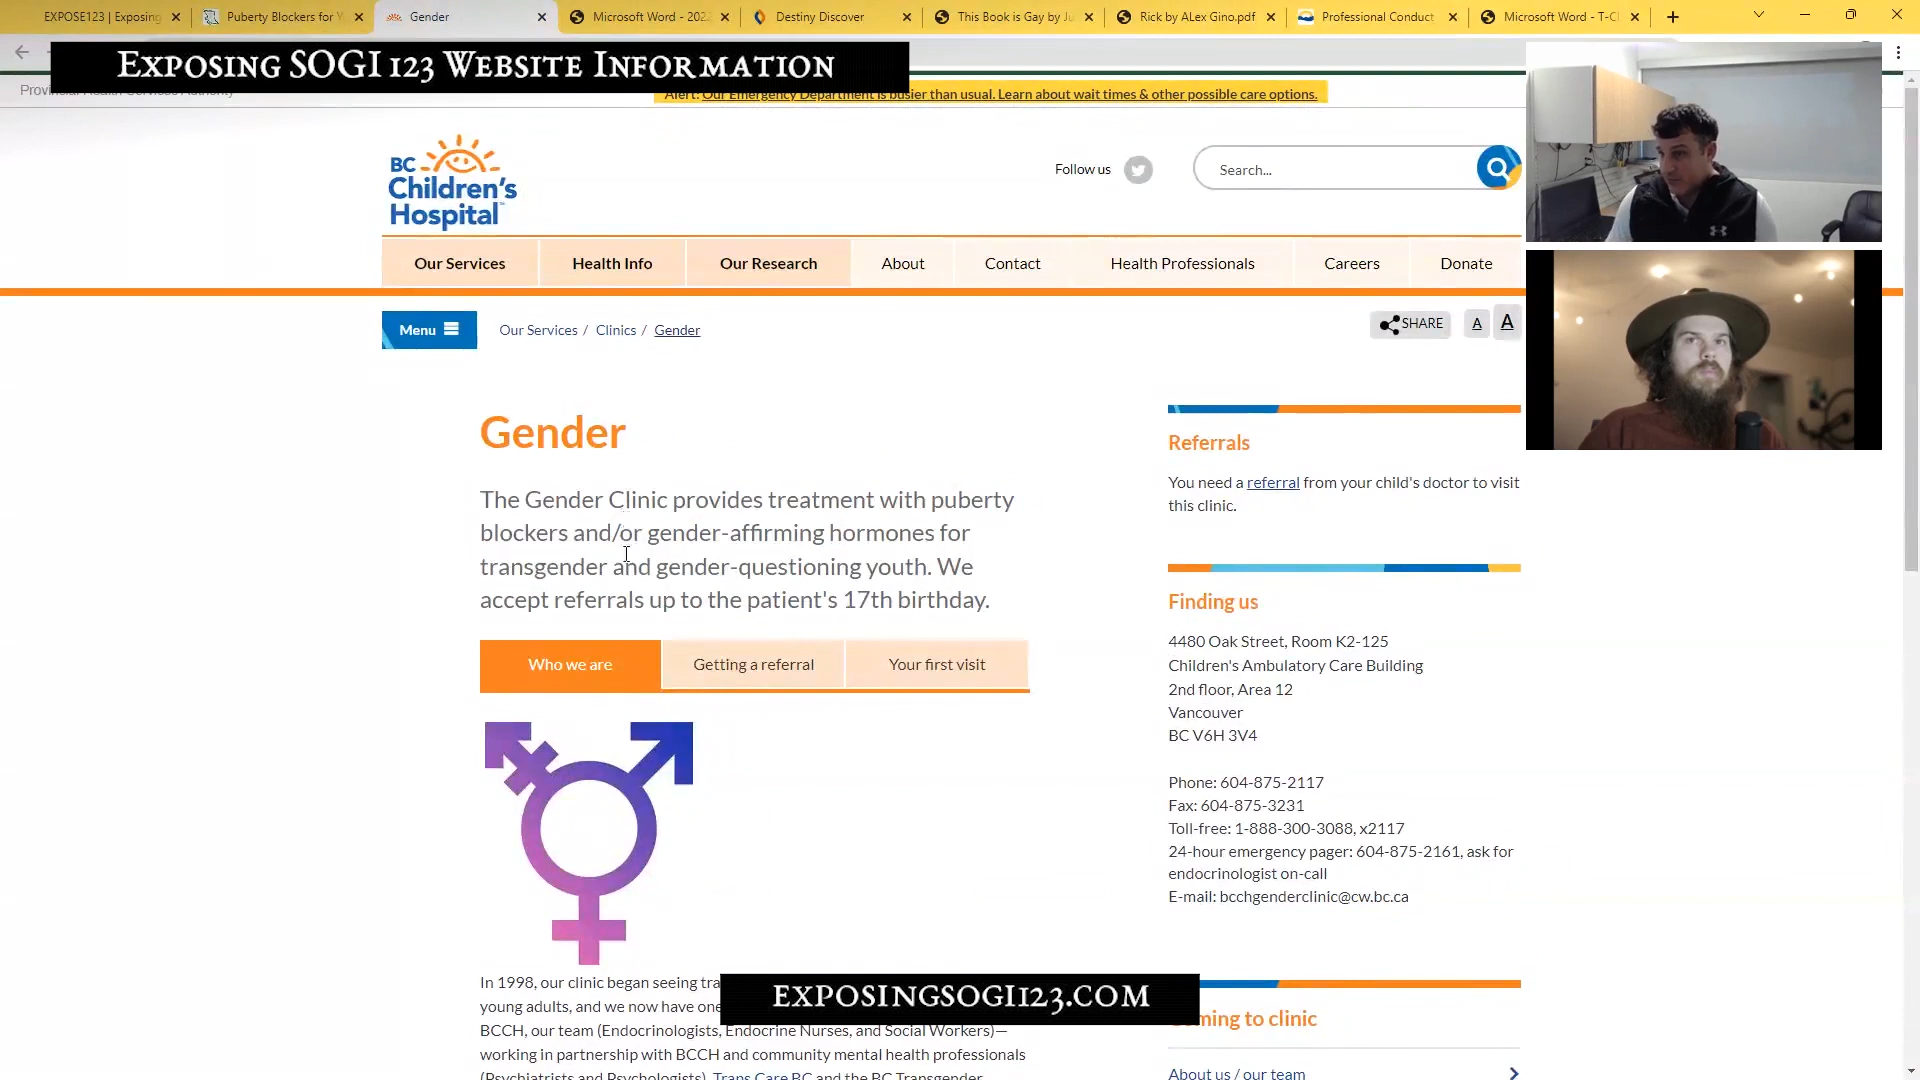 EXPOSE123 | Exposing
Puberty Blockers for Y
Gender
Microsoft Word - 202
Destiny Discover
This Book is Gay by Ju
Rick by ALex Gino.pdf
Professional Conduct
Microsoft Word - T-C
Exposing SOGI 123 Website Information
Alert: Our Emergency Department is busier than usual. Learn about wait times & other possible care options.
BC
Children's
Hospital
Follow us
Search...
Our Services
Health Info
Our Research
About
Contact
Health Professionals
Careers
Donate
Menu
Our Services / Clinics / Gender
SHARE
A
A
Gender
The Gender Clinic provides treatment with puberty
blockers and/or gender-affirming hormones for
transgender and gender-questioning youth. We
accept referrals up to the patient's 17th birthday.
Who we are
Getting a referral
Your first visit
In 1998, our clinic began seeing
young adults, and we now have one
BCCH, our team (Endocrinologists, Endocrine Nurses, and Social Workers)—
working in partnership with BCCH and community mental health professionals
(Psychiatrists and Psychologists), Trans Care BC and the BC Transgender
Referrals
You need a referral from your child's doctor to visit
this clinic.
Finding us
4480 Oak Street, Room K2-125
Children's Ambulatory Care Building
2nd floor, Area 12
Vancouver
BC V6H 3V4
Phone: 604-875-2117
Fax: 604-875-3231
Toll-free: 1-888-300-3088, x2117
24-hour emergency pager: 604-875-2161, ask for
endocrinologist on-call
E-mail: bcchgenderclinic@cw.bc.ca
Coming to clinic
About us / our team
EXPOSINGSOGI123.COM